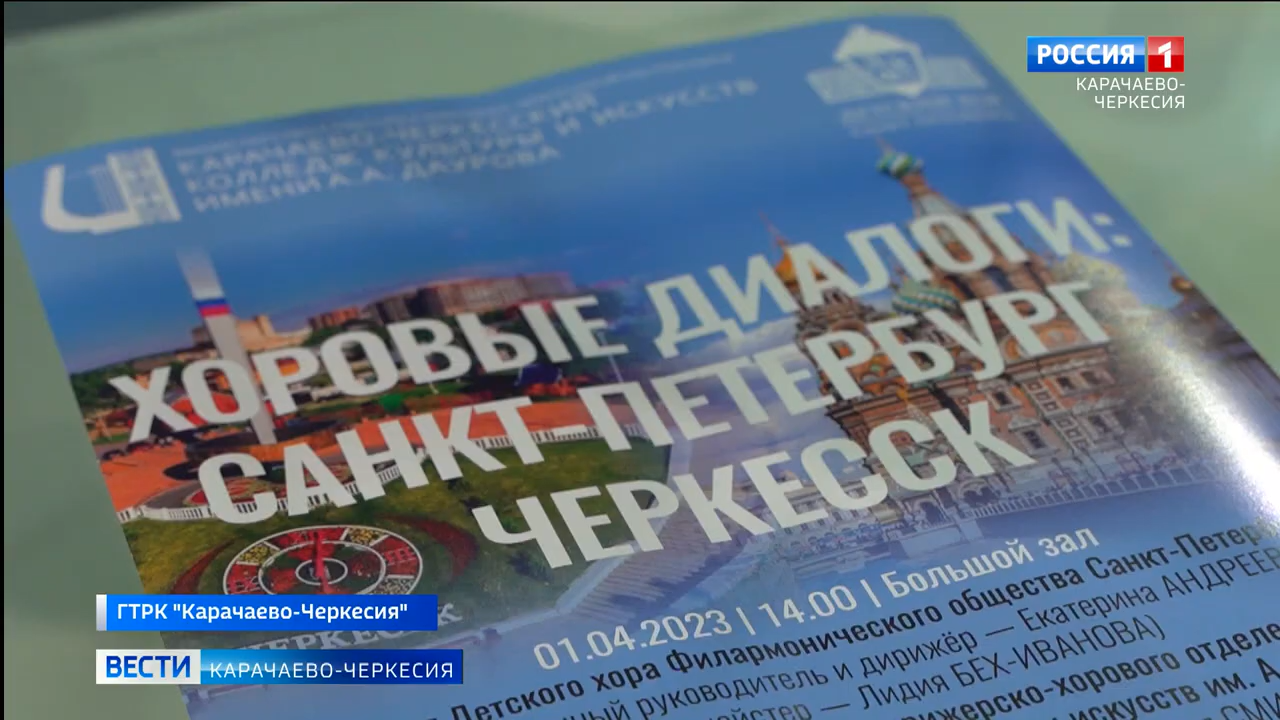 РОССИЯ 1
КАРАЧАЕВО-
ЧЕРКЕСИЯ
КАРАЧАЕВО-ЧЕРКЕССКИЙ
КОЛЛЕДЖ КУЛЬТУРЫ И ИСКУССТВ
ИМЕНИ А.А. ДАУРОВА
ХОРОВЫЕ ДИАЛОГИ:
САНКТ-ПЕТЕРБУРГ
ЧЕРКЕССК
01.04.2023 | 14.00 | Большой зал
Детского хора Филармонического общества Санкт-Петер
ный руководитель и дирижёр — Екатерина АНДРЕЕВ
ейстер — Лидия БЕХ-ИВАНОВА)
рижерско-хорового отделе
искусств им. А.
ГТРК "Карачаево-Черкесия"
ВЕСТИ КАРАЧАЕВО-ЧЕРКЕСИЯ